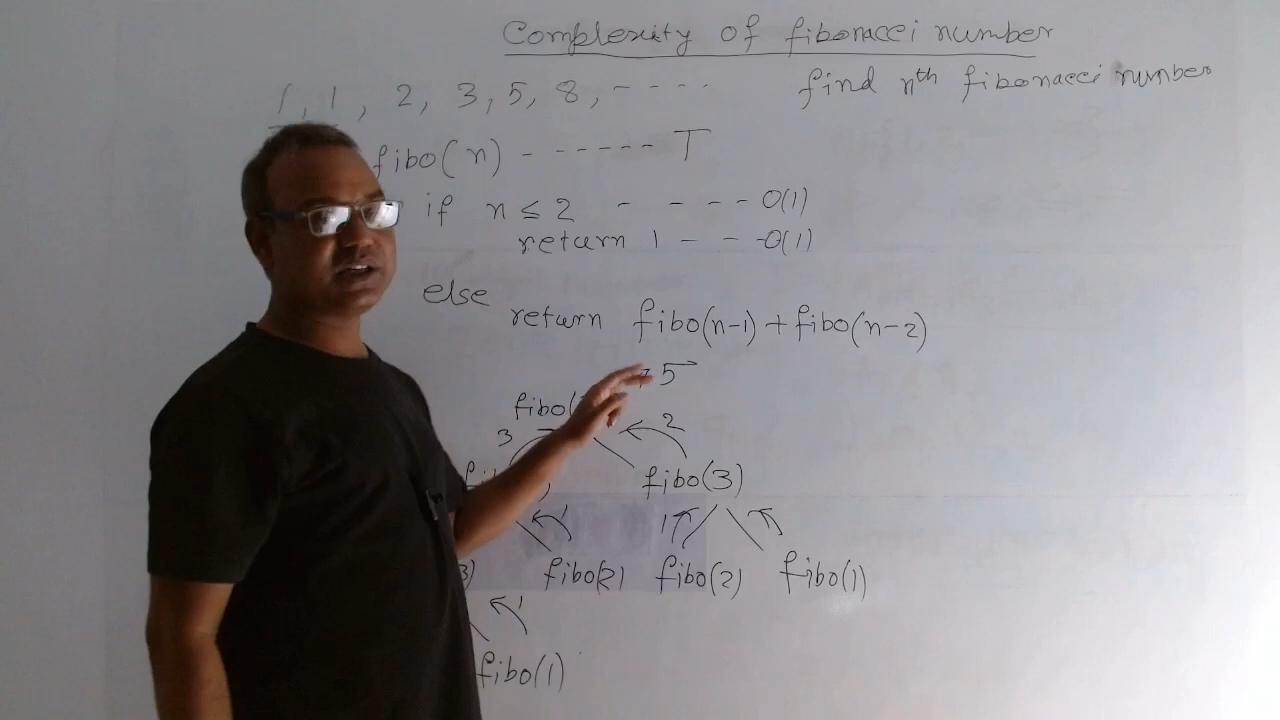 Complexity of fibonacci number
1, 1, 2, 3, 5, 8, - - - -
find nth fibonacci number
fibo(n) - - - - - - T
if n ≤ 2 - - - - O(1)
return 1 - - - O(1)
else
return fibo(n-1) + fibo(n-2)
5
fibo(
3 2
fibo(3)
1 1
fibo(2) fibo(2) fibo(1)
1
fibo(1)